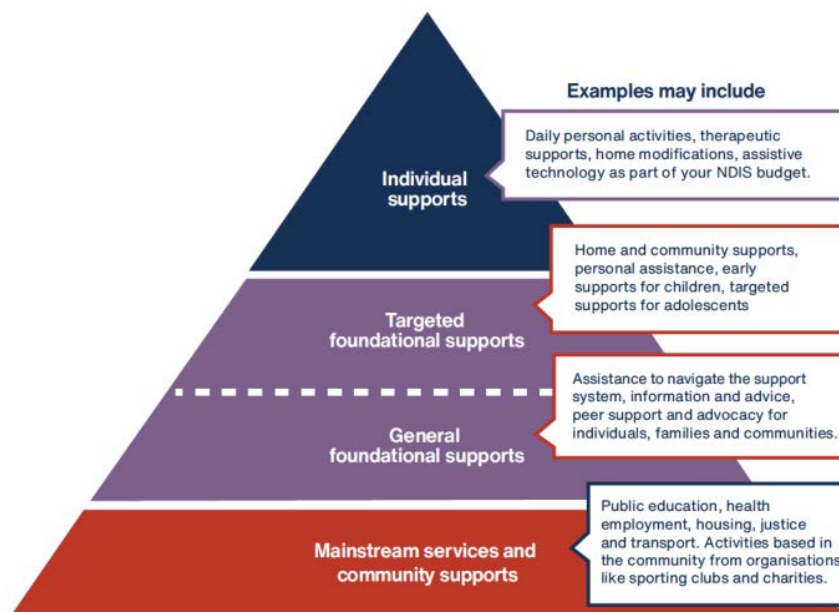 Examples may include
Daily personal activities, therapeutic
supports, home modifications, assistive
technology as part of your NDIS budget.
Individual
supports
Home and community supports,
personal assistance, early
supports for children, targeted
supports for adolescents
Targeted
foundational supports
Assistance to navigate the support
system, information and advice,
peer support and advocacy for
individuals, families and communities.
General
foundational supports
Public education, health
employment, housing, justice
and transport. Activities based in
the community from organisations
like sporting clubs and charities.
Mainstream services and
community supports